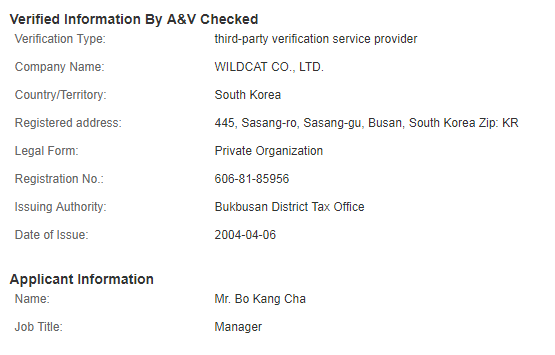 Verified Information By A&V Checked
Verification Type: third-party verification service provider
Company Name: WILDCAT CO., LTD.
Country/Territory: South Korea
Registered address: 445, Sasang-ro, Sasang-gu, Busan, South Korea Zip: KR
Legal Form: Private Organization
Registration No.: 606-81-85956
Issuing Authority: Bukbusan District Tax Office
Date of Issue: 2004-04-06
Applicant Information
Name: Mr. Bo Kang Cha
Job Title: Manager